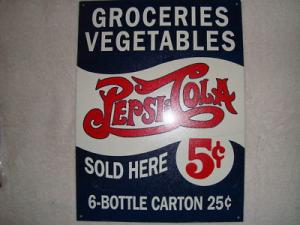 GROCERIES
VEGETABLES
PEPSI-COLA
SOLD HERE 5¢
6-BOTTLE CARTON 25¢